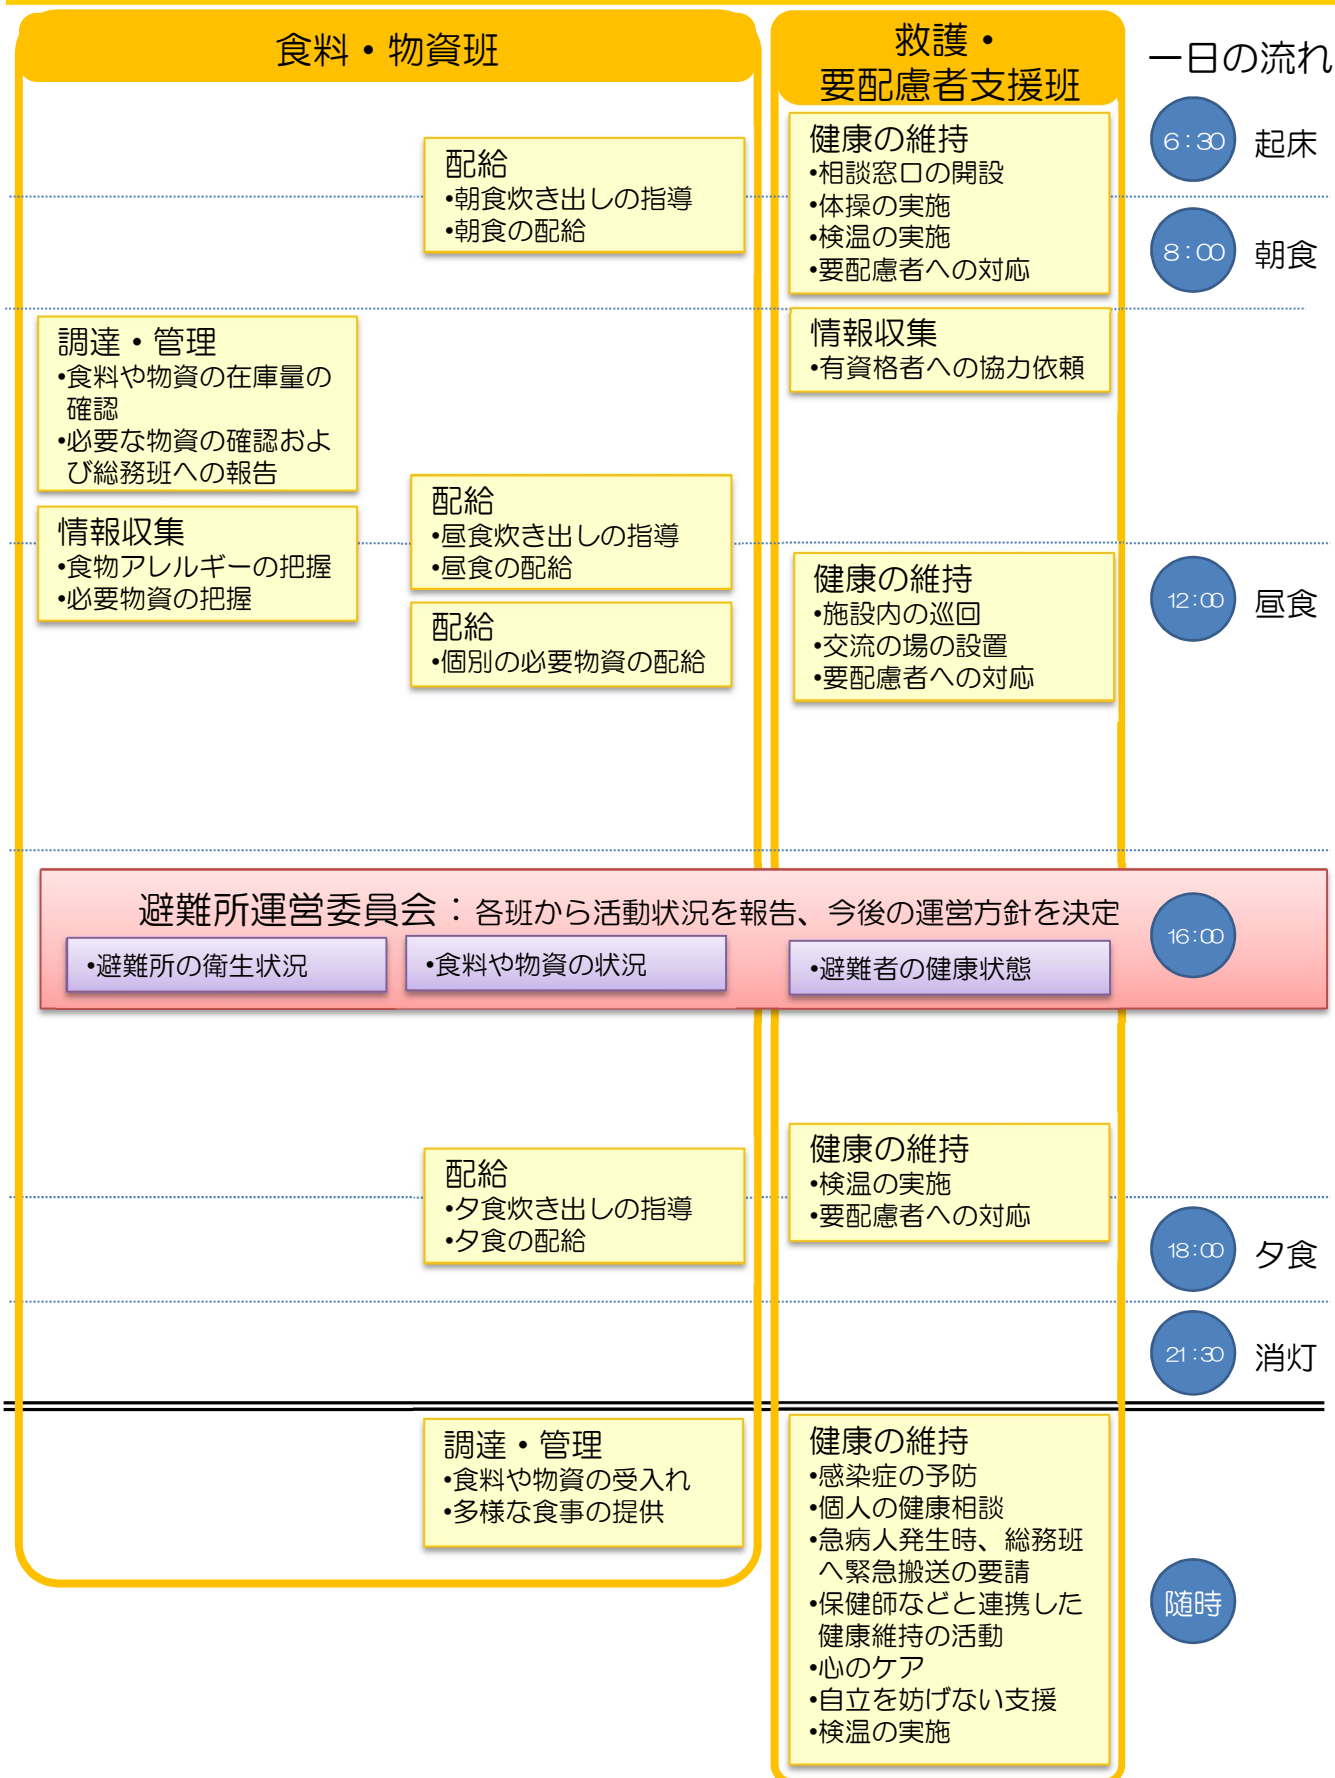 食料・物資班
救護・
要配慮者支援班
一日の流れ
6:30 起床
配給
•朝食炊き出しの指導
•朝食の配給
健康の維持
•相談窓口の開設
•体操の実施
•検温の実施
•要配慮者への対応
8:00 朝食
調達・管理
•食料や物資の在庫量の
確認
•必要な物資の確認およ
び総務班への報告
情報収集
•有資格者への協力依頼
情報収集
•食物アレルギーの把握
•必要物資の把握
配給
•昼食炊き出しの指導
•昼食の配給
配給
•個別の必要物資の配給
健康の維持
•施設内の巡回
•交流の場の設置
•要配慮者への対応
12:00 昼食
避難所運営委員会：各班から活動状況を報告、今後の運営方針を決定
16:00
•避難所の衛生状況
•食料や物資の状況
•避難者の健康状態
配給
•夕食炊き出しの指導
•夕食の配給
健康の維持
•検温の実施
•要配慮者への対応
18:00 夕食
21:30 消灯
調達・管理
•食料や物資の受入れ
•多様な食事の提供
健康の維持
•感染症の予防
•個人の健康相談
•急病人発生時、総務班
へ緊急搬送の要請
•保健師などと連携した
健康維持の活動
•心のケア
•自立を妨げない支援
•検温の実施
随時